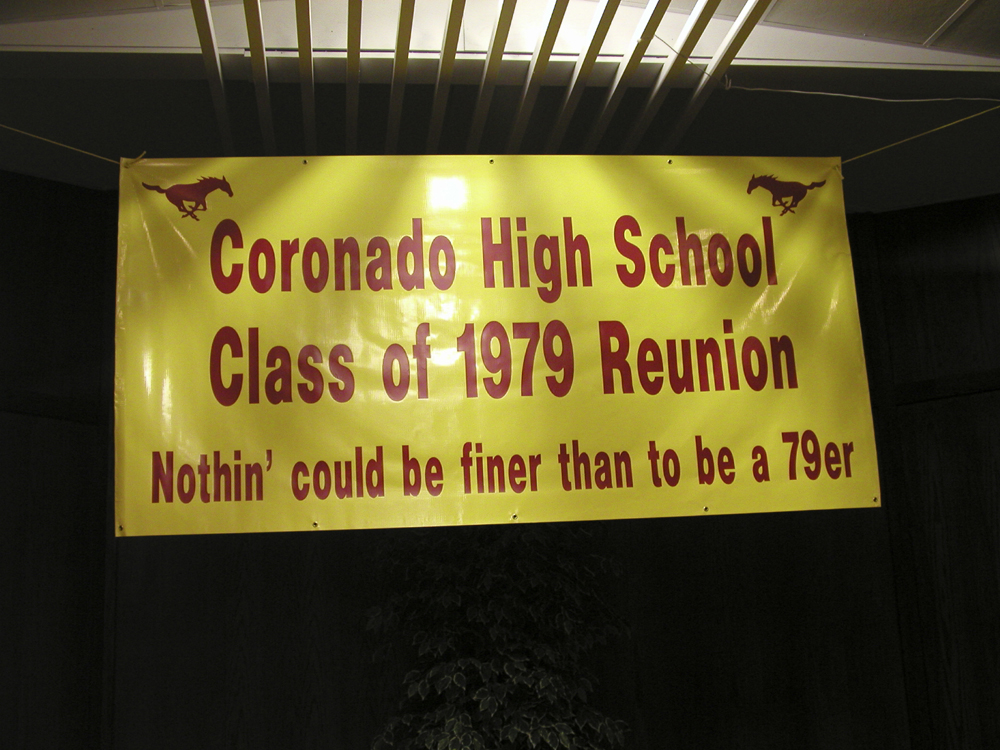 Coronado High School
Class of 1979 Reunion
Nothin' could be finer than to be a 79er